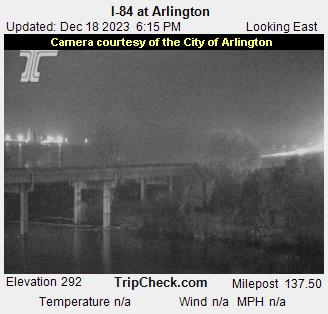 I-84 at Arlington
Updated: Dec 18 2023 6:15 PM Looking East
Camera courtesy of the City of Arlington
Elevation 292 TripCheck.com Milepost 137.50
Temperature n/a Wind n/a MPH n/a